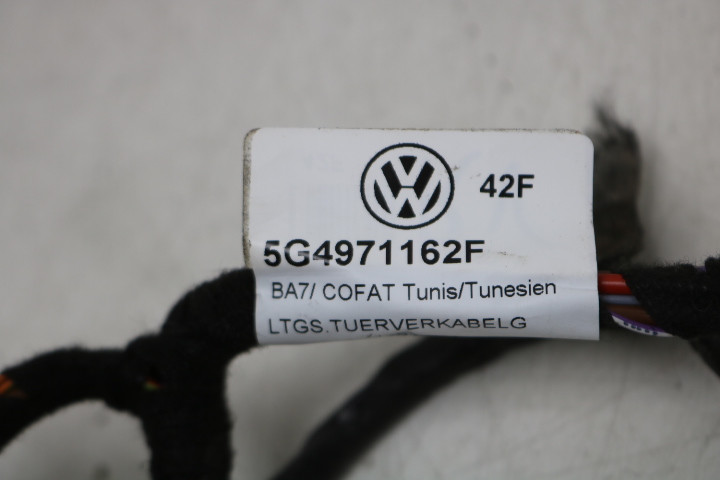 42F
5G4971162F
BA7/ COFAT Tunis/Tunesien
LTGS.TUERVERKABELG